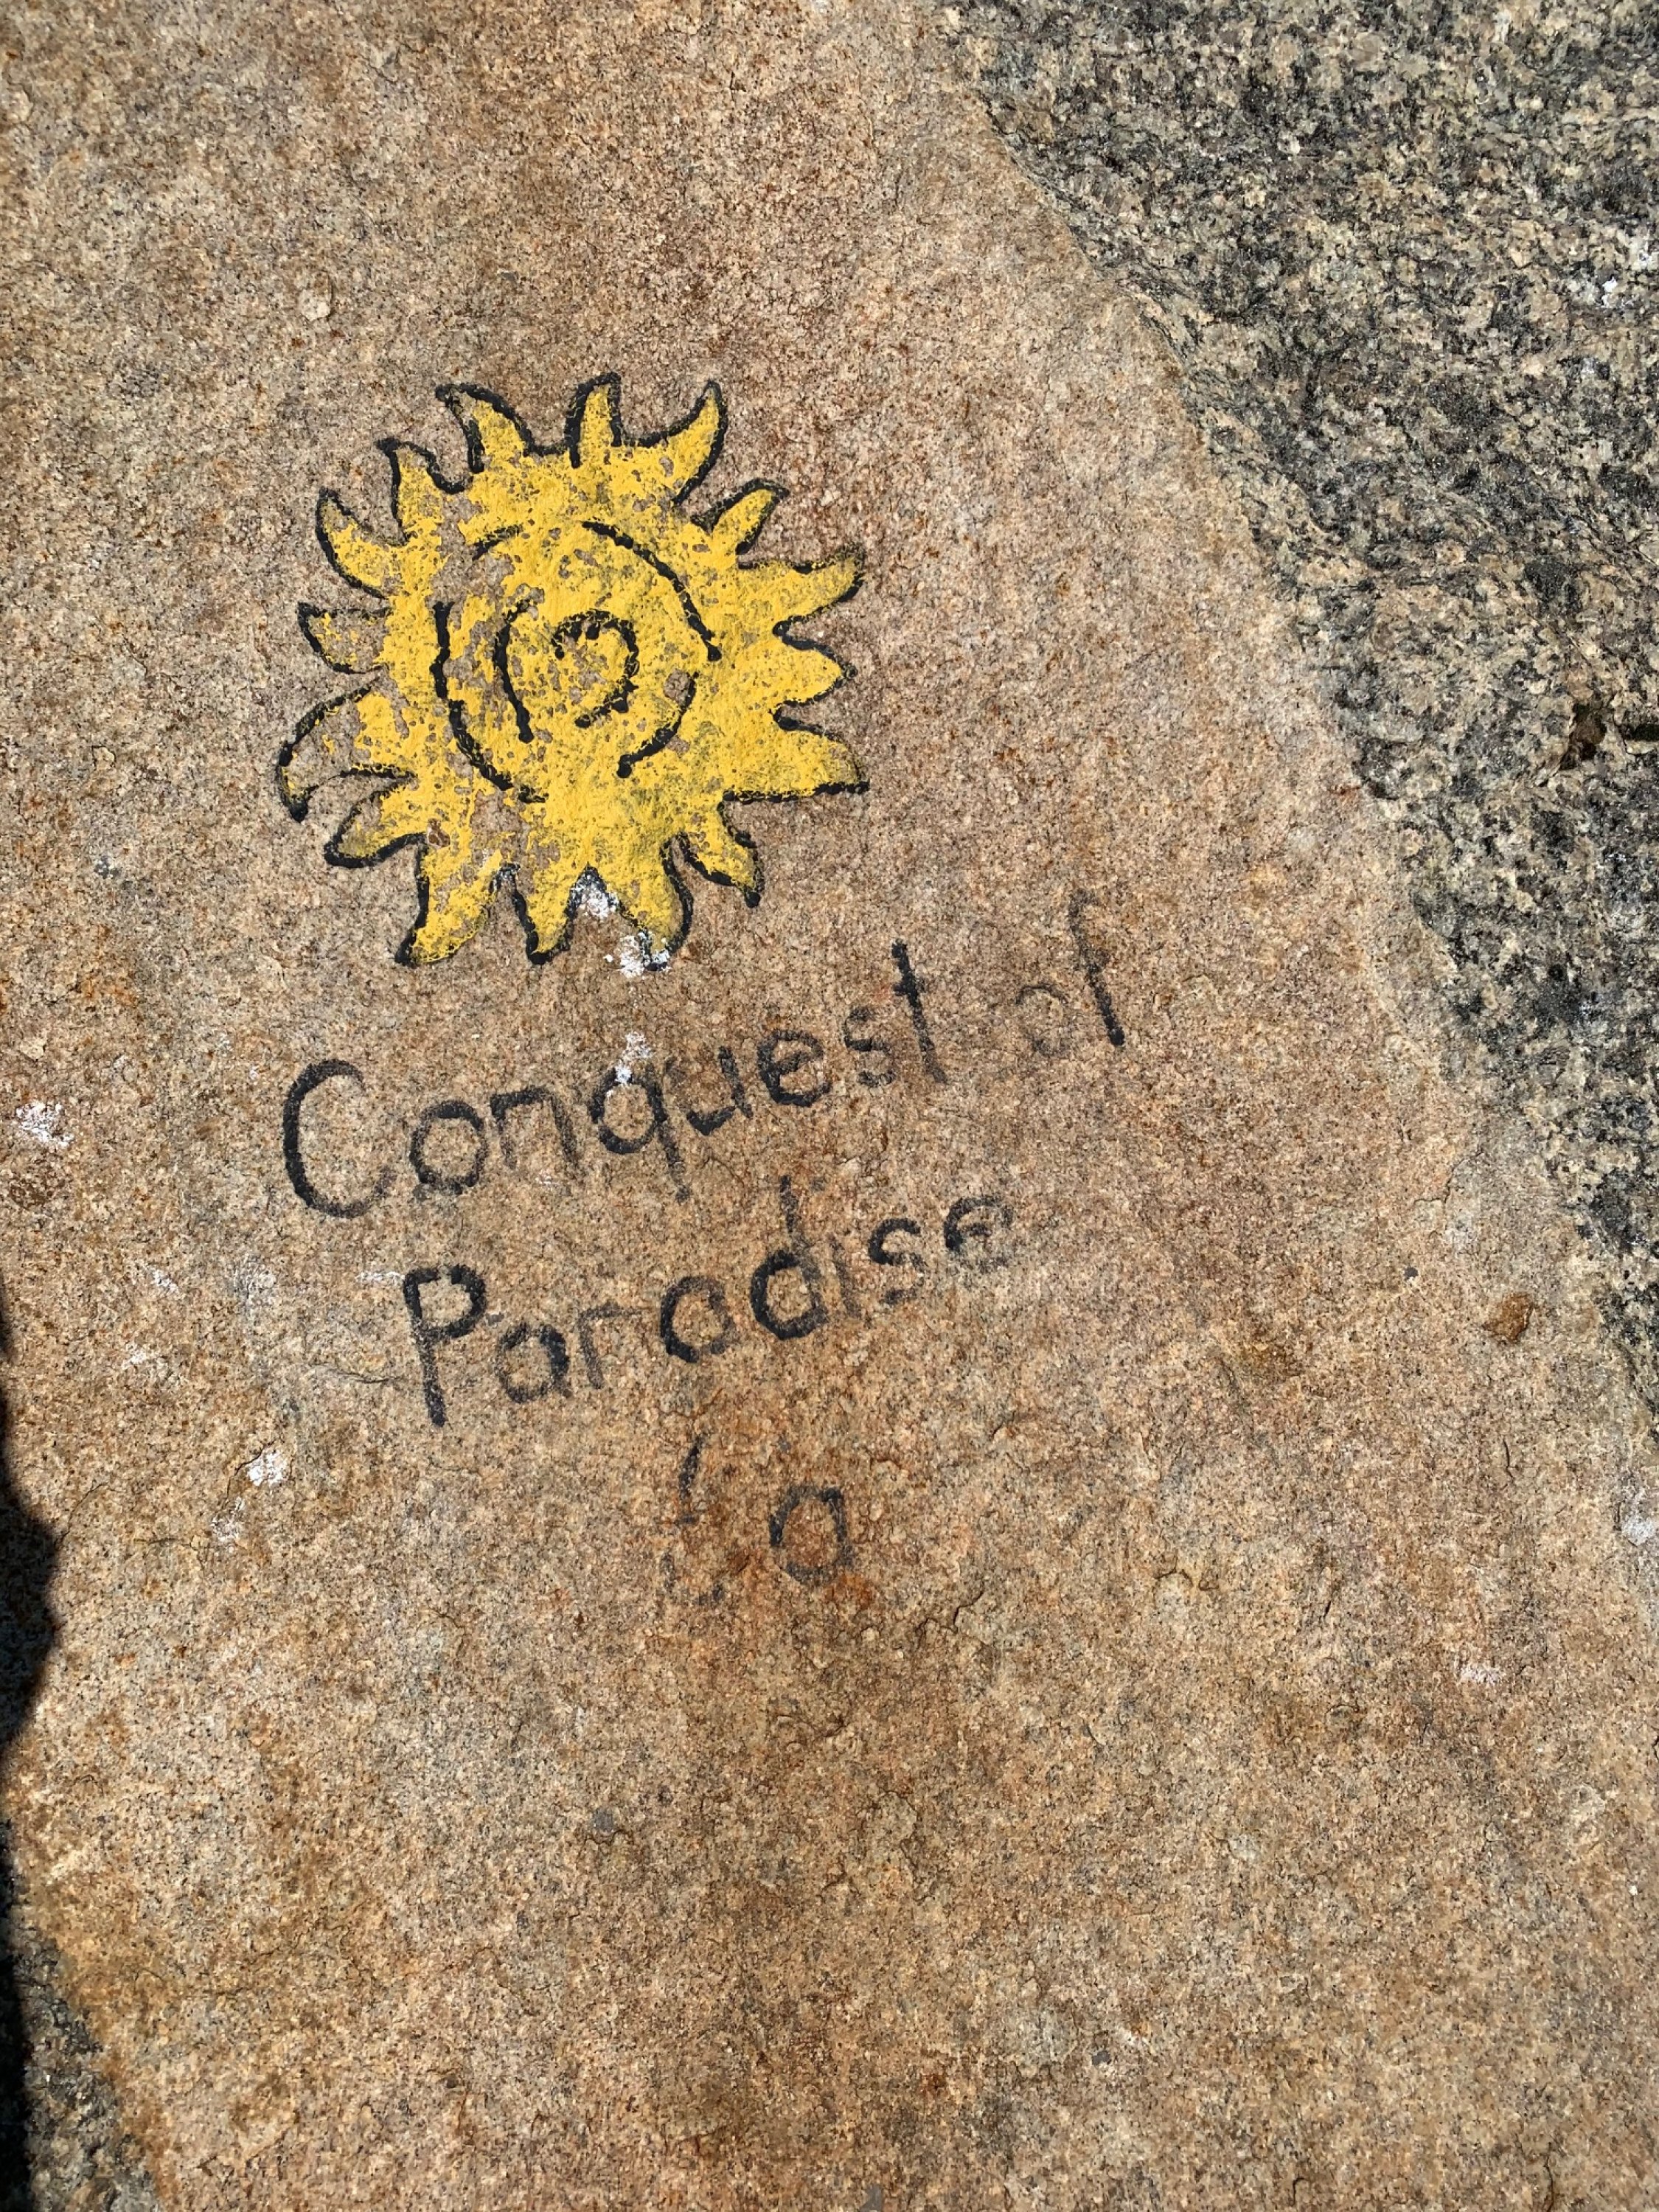 Conquest of
Paradise